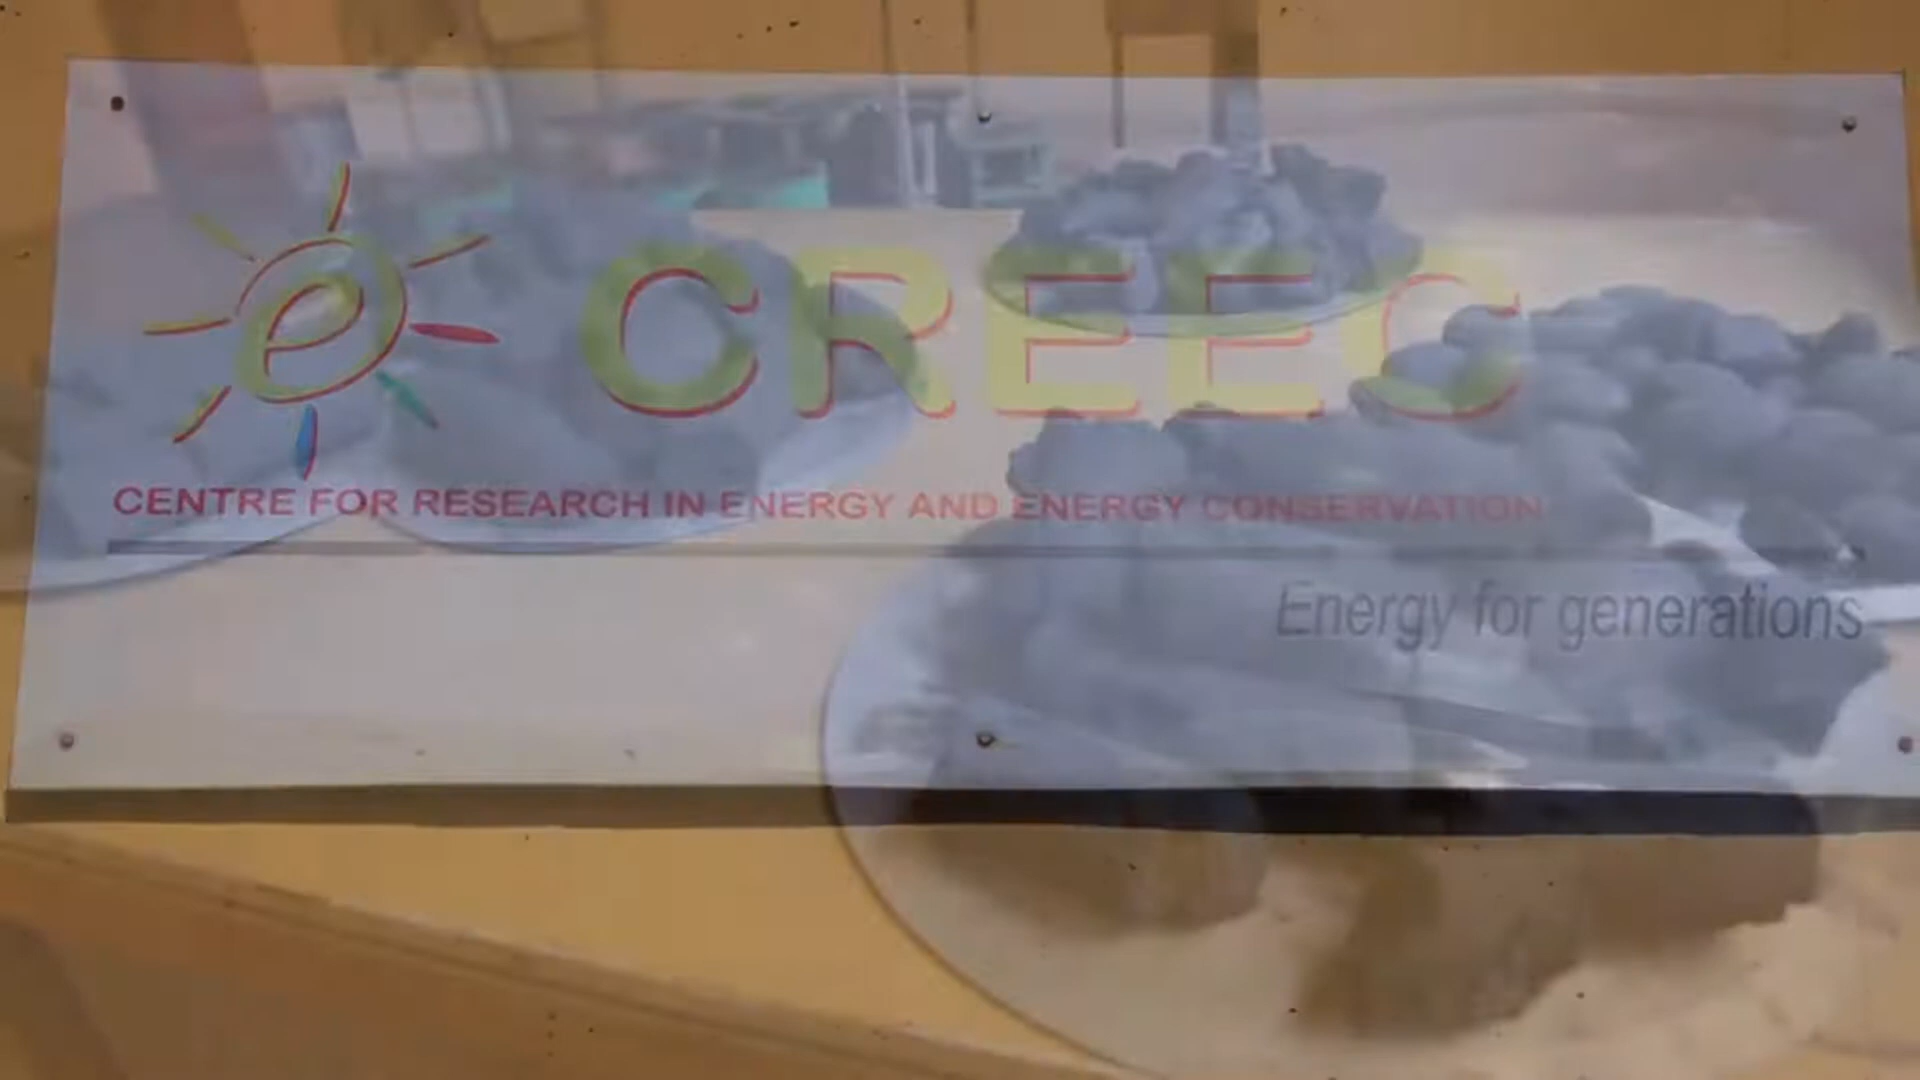 e CREEC
CENTRE FOR RESEARCH IN ENERGY AND ENERGY CONSERVATION
Energy for generations